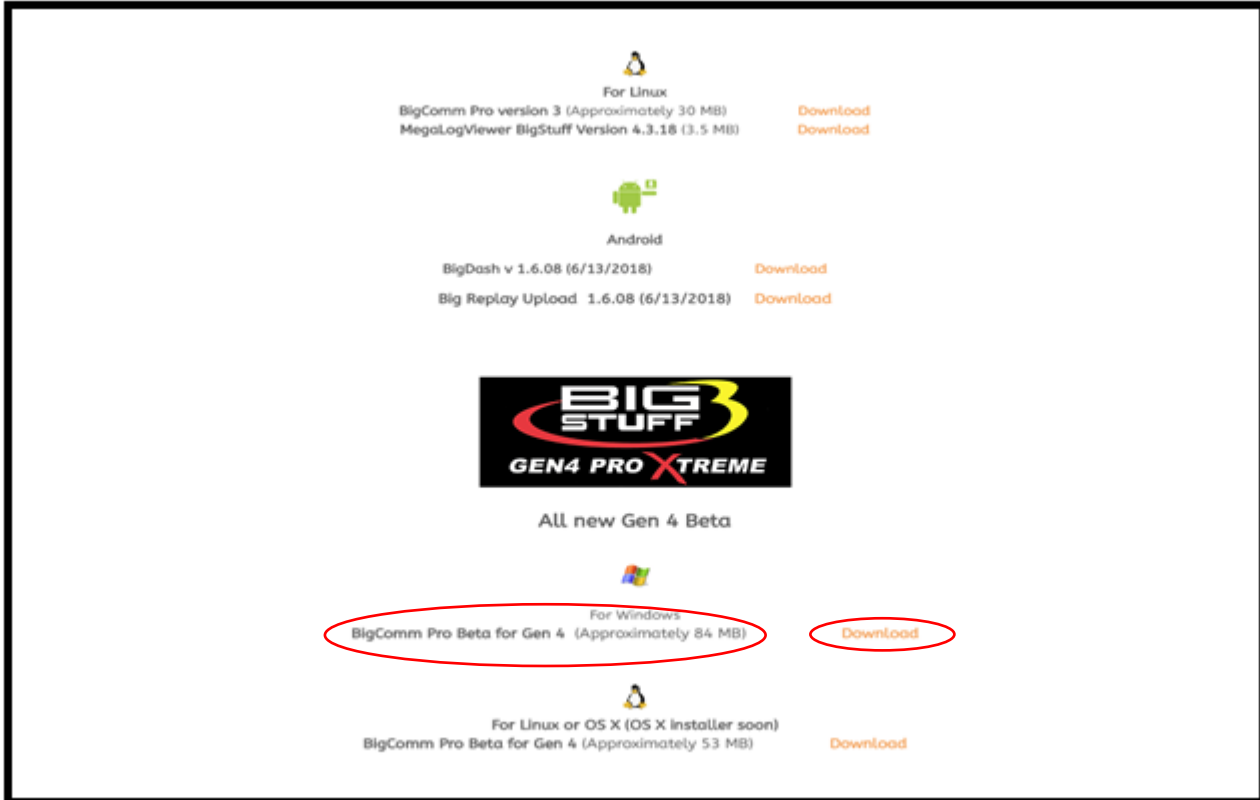 For Linux
BigComm Pro version 3 (Approximately 30 MB) Download
MegaLogViewer BigStuff Version 4.3.18 (3.5 MB) Download
Android
BigDash v 1.6.08 (6/13/2018) Download
Big Replay Upload 1.6.08 (6/13/2018) Download
BIG 3
STUFF
GEN4 PRO XTREME
All new Gen 4 Beta
For Windows
BigComm Pro Beta for Gen 4 (Approximately 84 MB) Download
For Linux or OS X (OS X installer soon)
BigComm Pro Beta for Gen 4 (Approximately 53 MB) Download